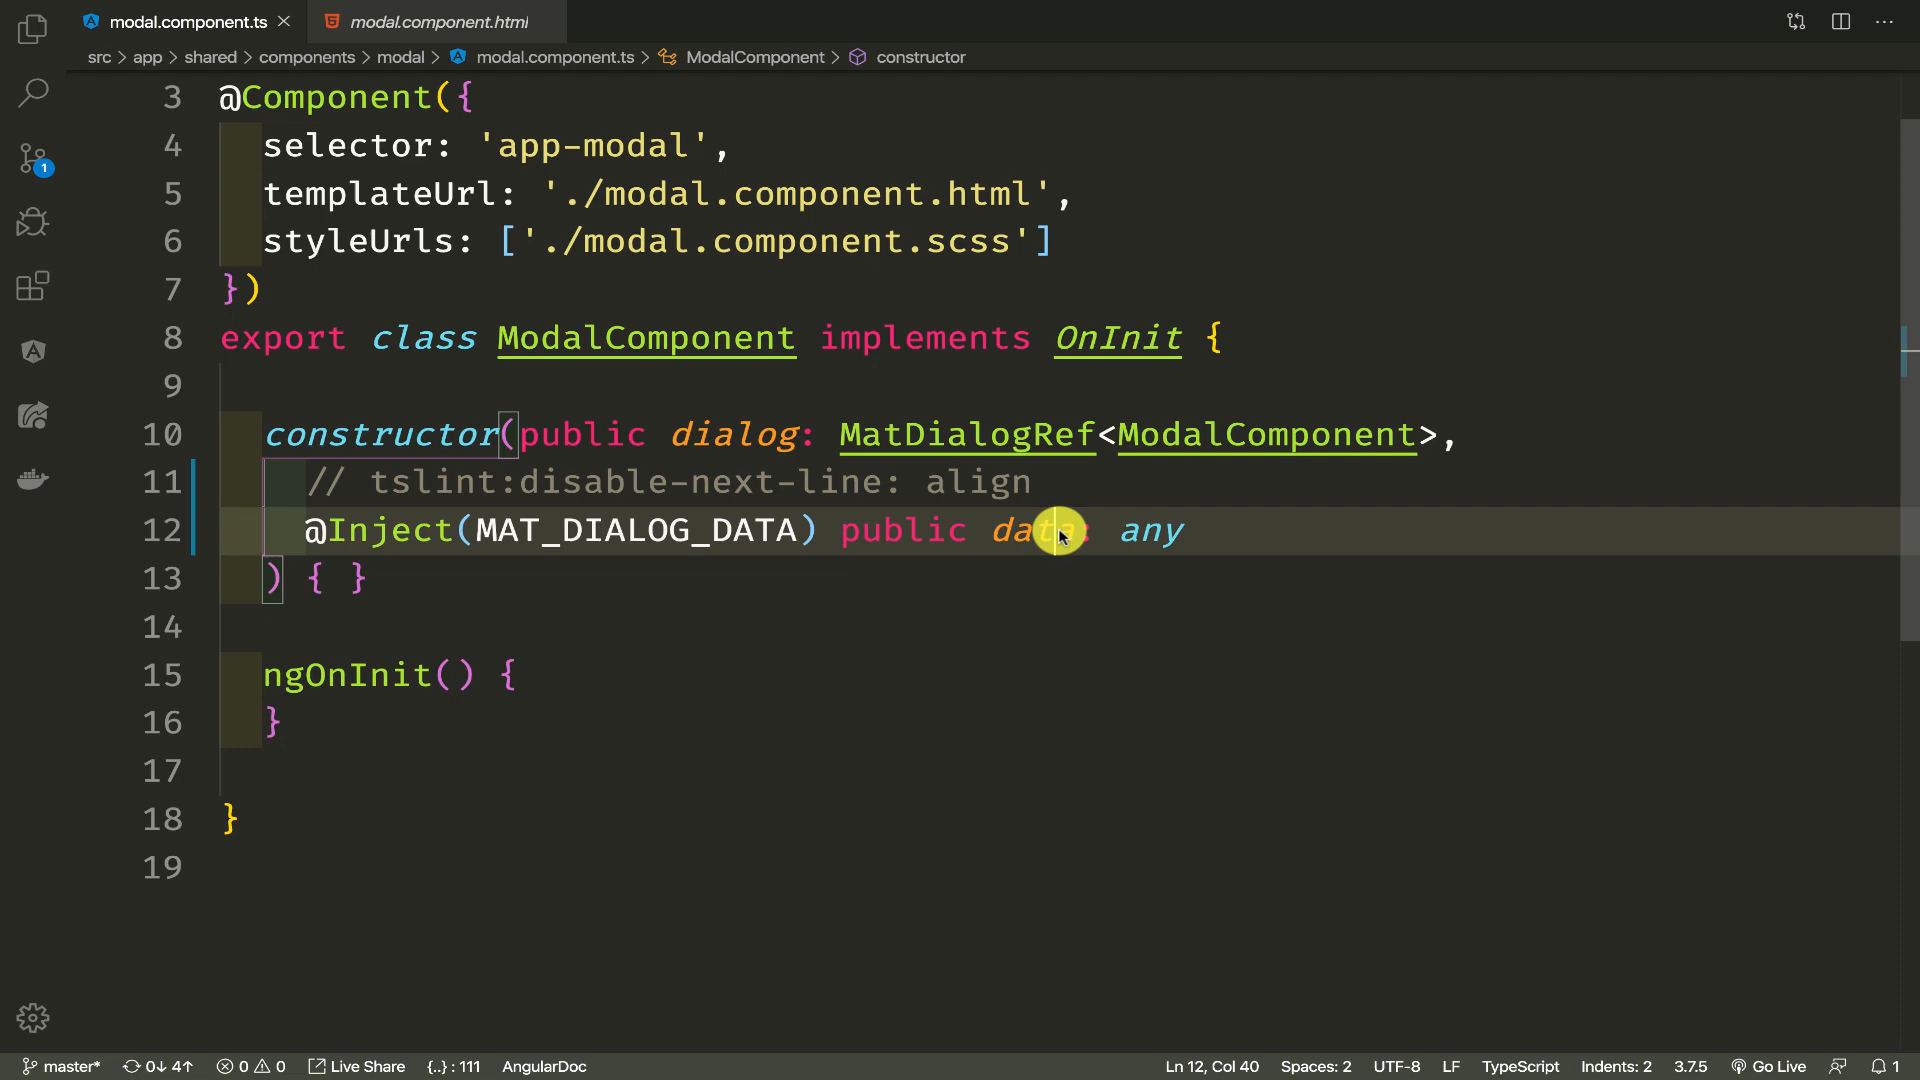 modal.component.ts
modal.component.html
src > app > shared > components > modal > modal.component.ts > ModalComponent > constructor
3 @Component({
4 selector: 'app-modal',
5 templateUrl: './modal.component.html',
6 styleUrls: ['./modal.component.scss']
7 })
8 export class ModalComponent implements OnInit {
9
10 constructor(public dialog: MatDialogRef<ModalComponent>,
11 // tslint:disable-next-line: align
12 @Inject(MAT_DIALOG_DATA) public data: any
13 ) { }
14
15 ngOnInit() {
16 }
17
18 }
19
1
master* 0↓ 4↑ 0 0 Live Share {..} : 111 AngularDoc Ln 12, Col 40 Spaces: 2 UTF-8 LF TypeScript Indents: 2 3.7.5 Go Live 1